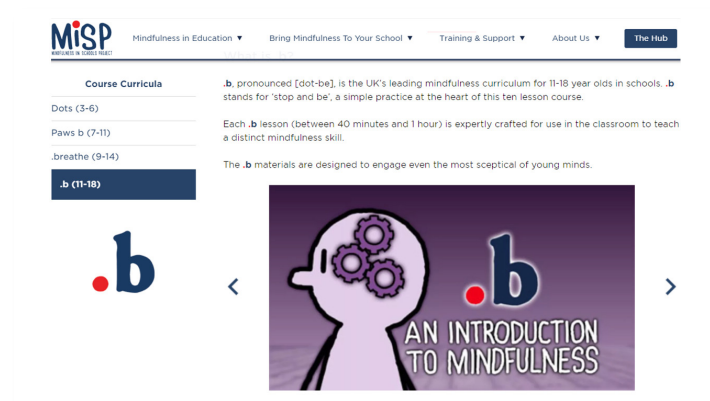 MiSP
MINDFULNESS IN SCHOOLS PROJECT
Mindfulness in Education ▼
Bring Mindfulness To Your School ▼
Training & Support ▼
About Us ▼
The Hub
What is .b?
Course Curricula
Dots (3-6)
Paws b (7-11)
.breathe (9-14)
.b (11-18)
.b
.b, pronounced [dot-be], is the UK's leading mindfulness curriculum for 11-18 year olds in schools. .b
stands for 'stop and be', a simple practice at the heart of this ten lesson course.
Each .b lesson (between 40 minutes and 1 hour) is expertly crafted for use in the classroom to teach
a distinct mindfulness skill.
The .b materials are designed to engage even the most sceptical of young minds.
.b
AN INTRODUCTION
TO MINDFULNESS